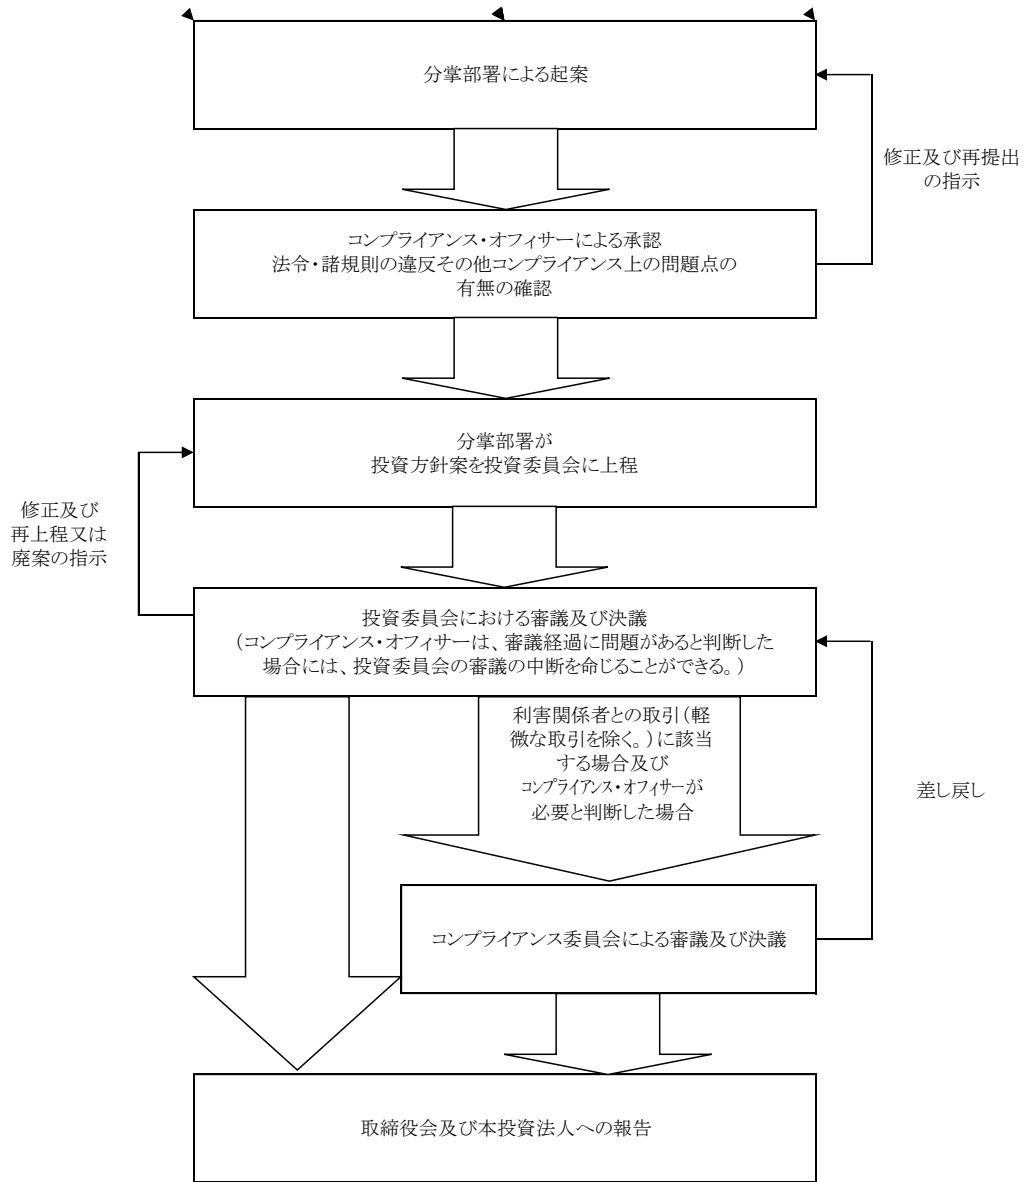 分掌部署による起案
修正及び再提出
の指示
コンプライアンス・オフィサーによる承認
法令・諸規則の違反その他コンプライアンス上の問題点の
有無の確認
分掌部署が
投資方針案を投資委員会に上程
修正及び
再上程又は
廃案の指示
投資委員会における審議及び決議
(コンプライアンス・オフィサーは、審議経過に問題があると判断した
場合には、投資委員会の審議の中断を命じることができる。)
利害関係者との取引(軽
微な取引を除く。)に該当
する場合及び
コンプライアンス・オフィサーが
必要と判断した場合
差し戻し
コンプライアンス委員会による審議及び決議
取締役会及び本投資法人への報告